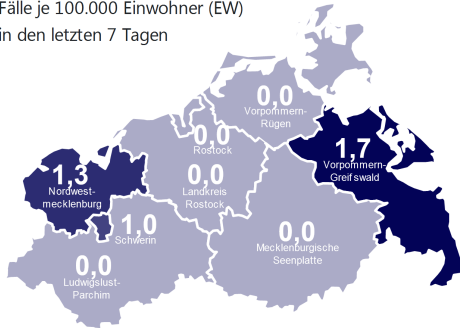 Fälle je 100.000 Einwohner (EW)
in den letzten 7 Tagen
0,0
Vorpommern-
Rügen
0,0
Rostock
1,7
Vorpommern-
Greifswald
1,3
Nordwest-
mecklenburg
0,0
Landkreis
Rostock
1,0
Schwerin
0,0
Mecklenburgische
Seenplatte
0,0
Ludwigslust-
Parchim